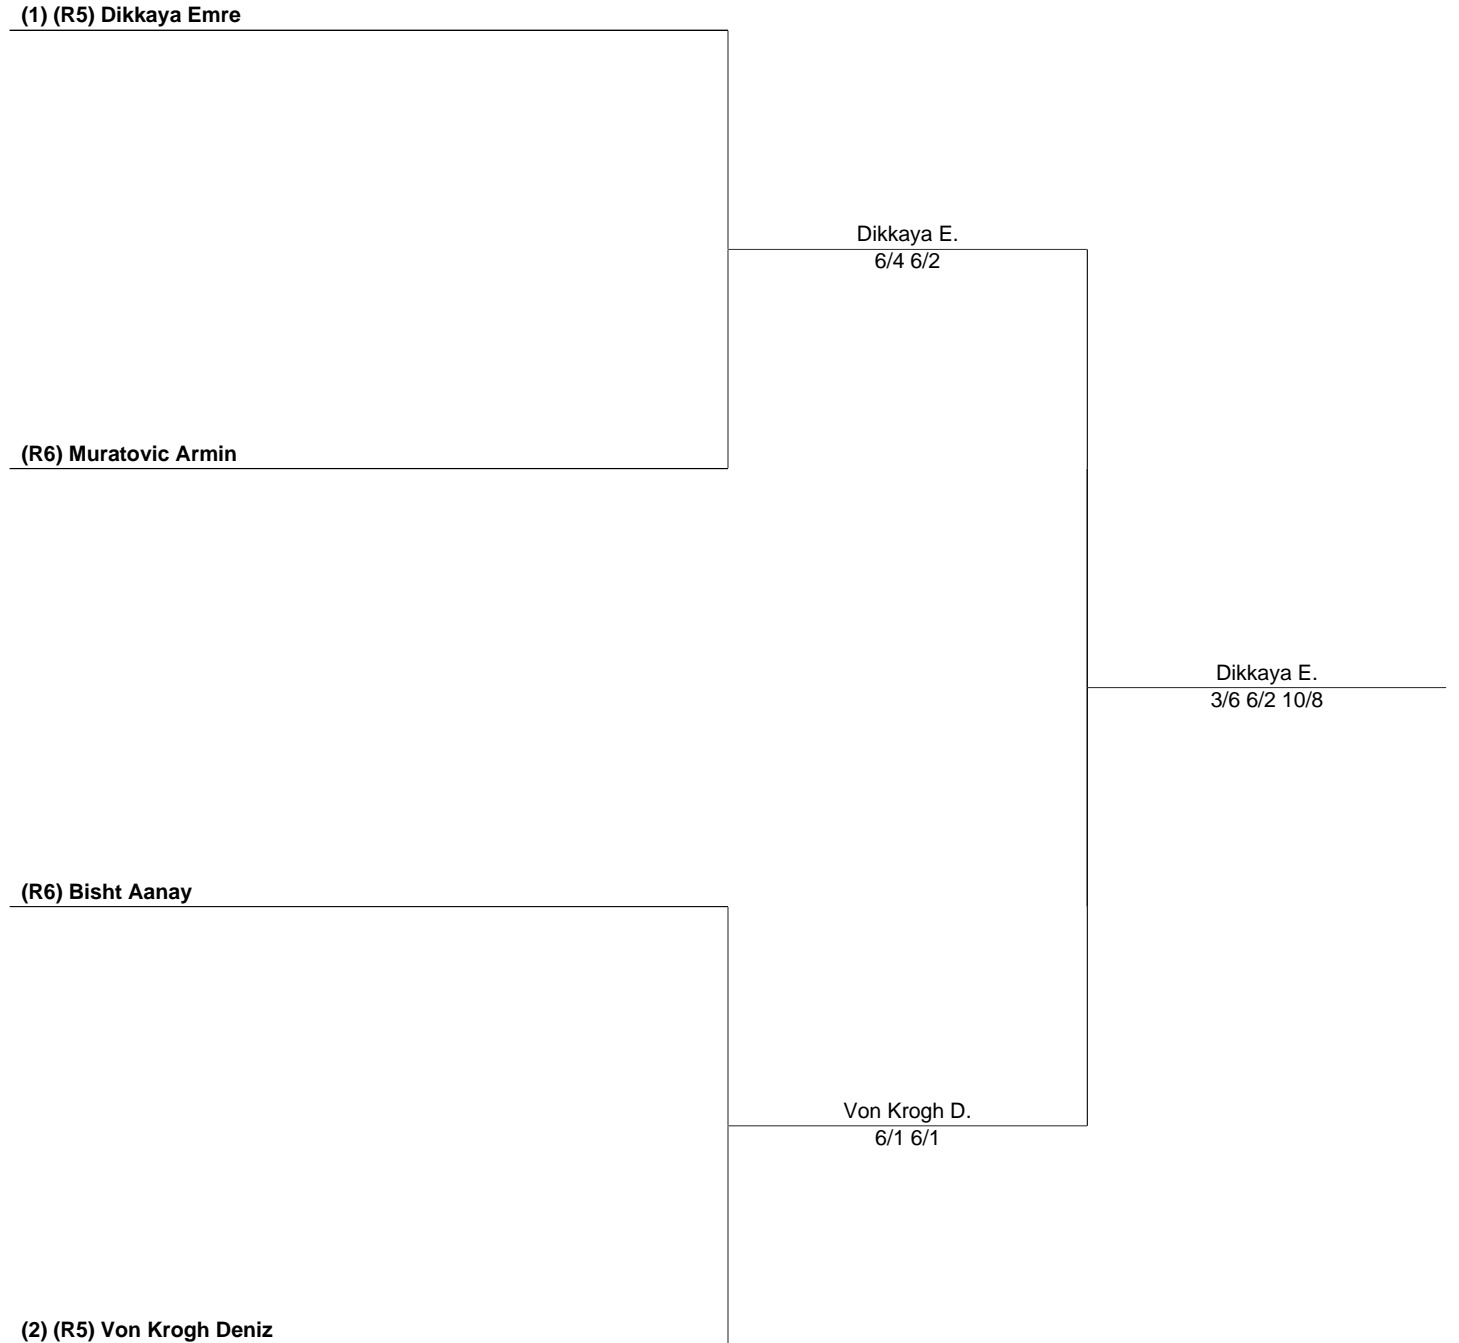 (1) (R5) Dikkaya Emre
Dikkaya E.
6/4 6/2
(R6) Muratovic Armin
Dikkaya E.
3/6 6/2 10/8
(R6) Bisht Aanay
Von Krogh D.
6/1 6/1
(2) (R5) Von Krogh Deniz